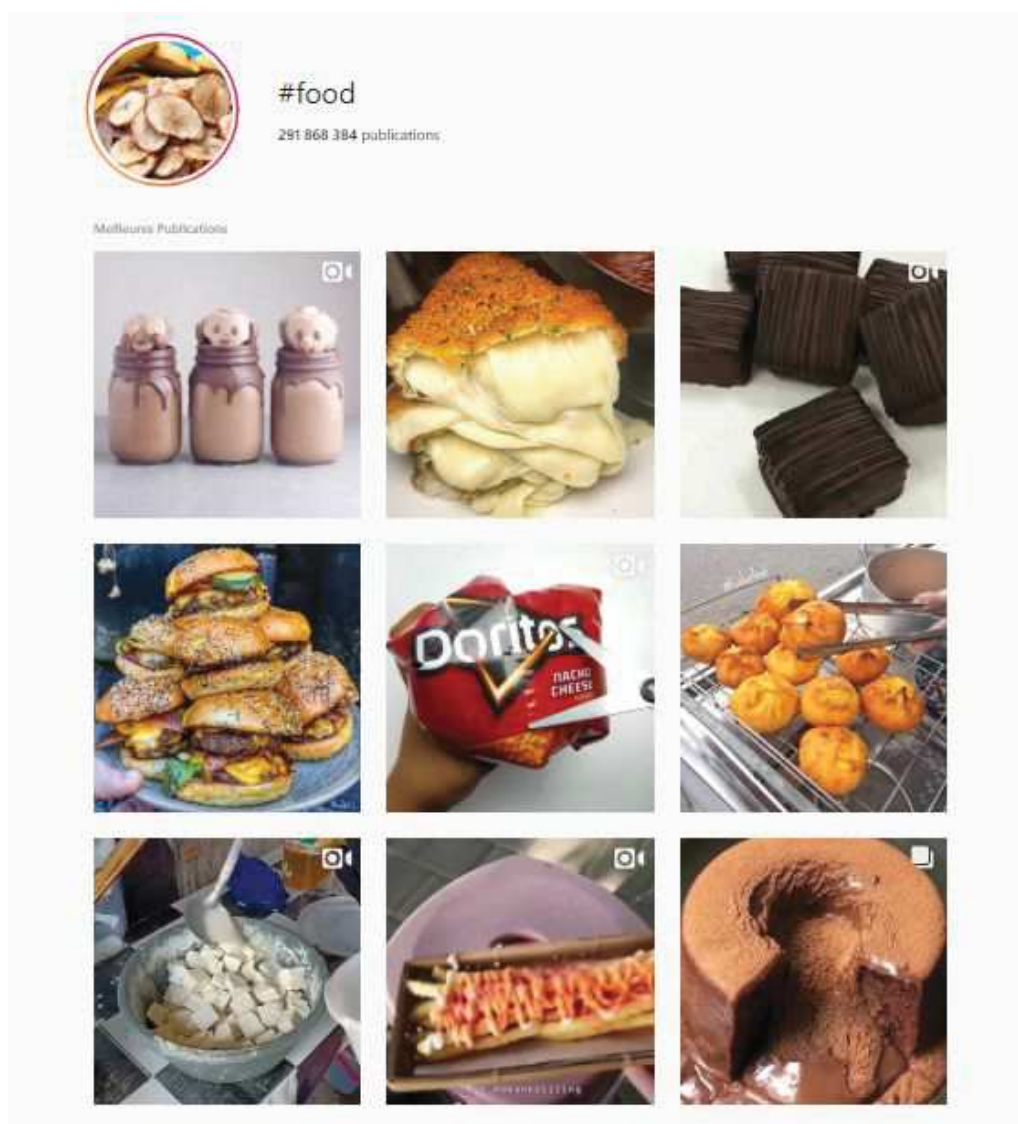 #food
291 868 384 publications
Meilleures Publications
Doritos
NACHO
CHEESE